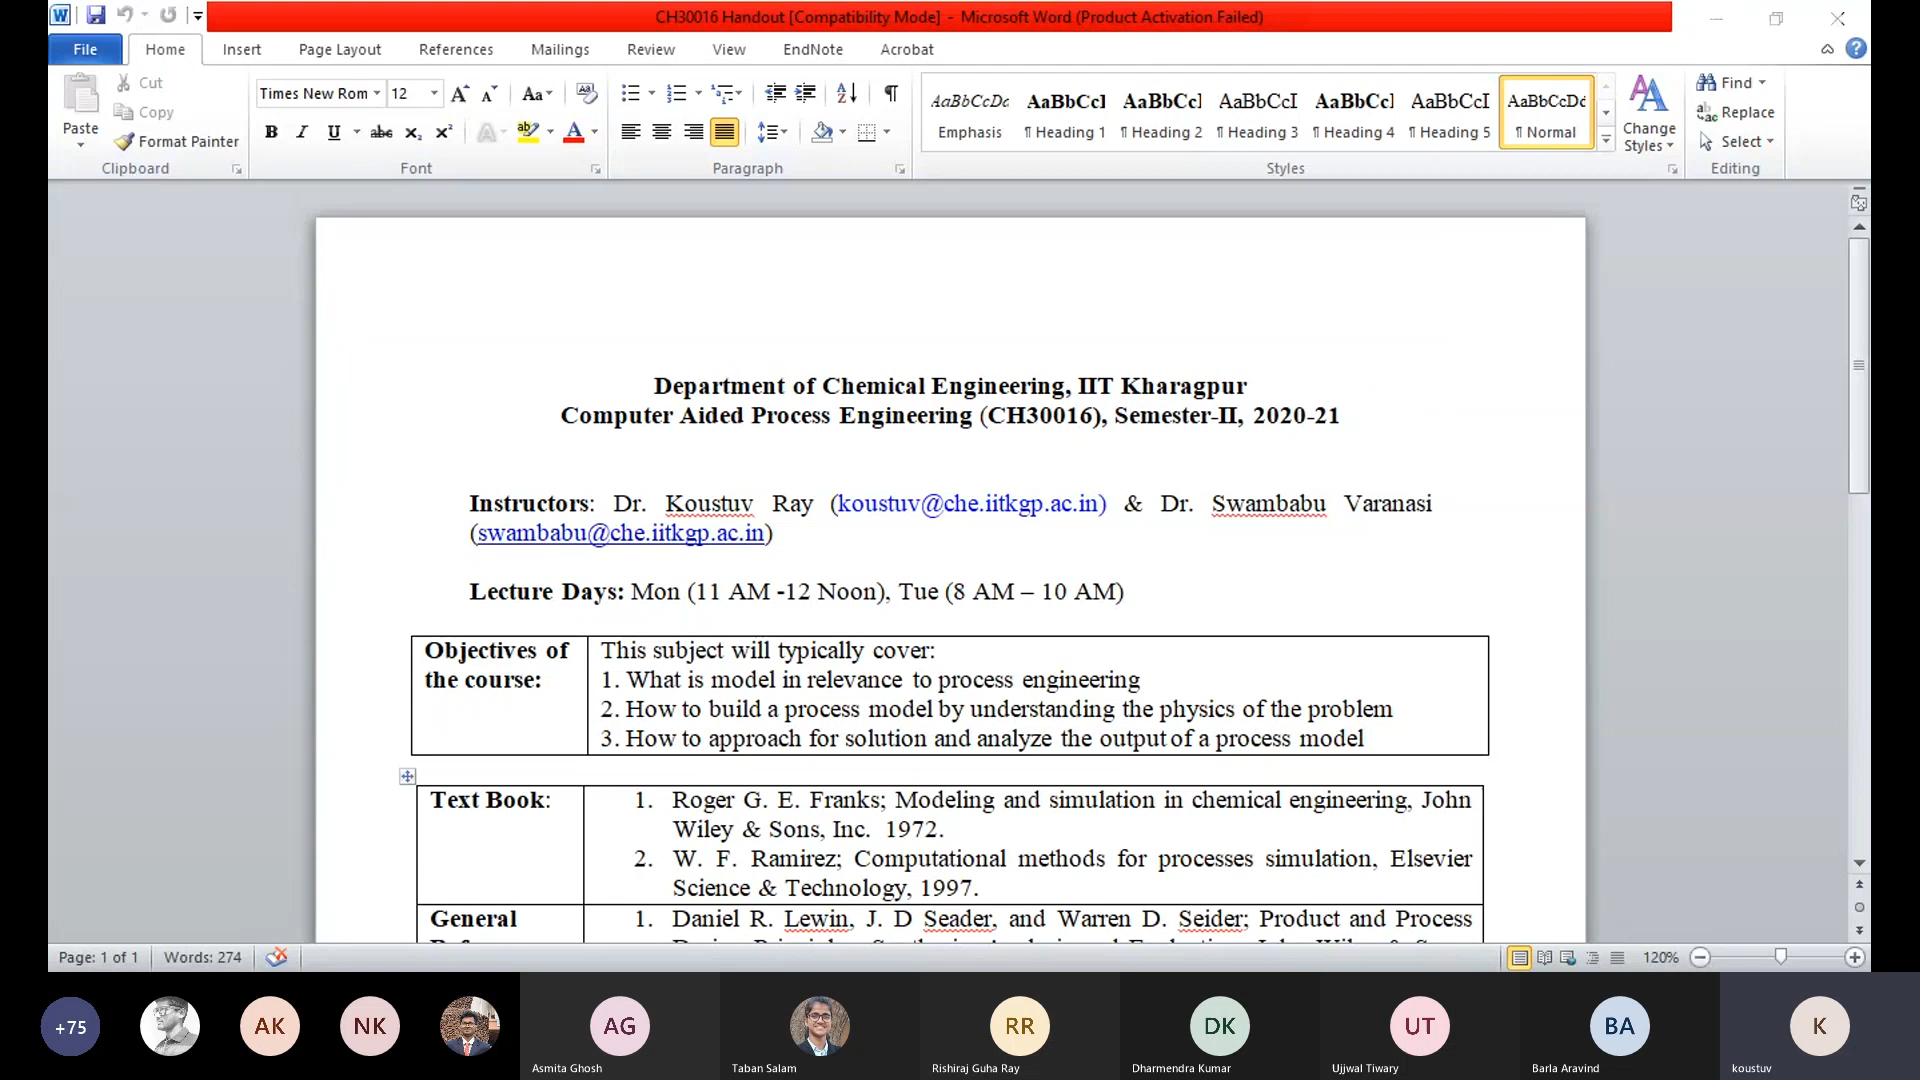 CH30016 Handout [Compatibility Mode] - Microsoft Word (Product Activation Failed)
File Home Insert Page Layout References Mailings Review View EndNote Acrobat
Paste
Cut
Copy
Format Painter
Clipboard
Times New Rom 12
Font
Paragraph
AaBbCcDc AaBbCcI AaBbCcI AaBbCcI AaBbCcI AaBbCcI AaBbCcDc
Emphasis ¶ Heading 1 ¶ Heading 2 ¶ Heading 3 ¶ Heading 4 ¶ Heading 5 ¶ Normal
Change
Styles
Styles
Find
Replace
Select
Editing
Department of Chemical Engineering, IIT Kharagpur
Computer Aided Process Engineering (CH30016), Semester-II, 2020-21
Instructors: Dr. Koustuv Ray (koustuv@che.iitkgp.ac.in) & Dr. Swambabu Varanasi
(swambabu@che.iitkgp.ac.in)
Lecture Days: Mon (11 AM -12 Noon), Tue (8 AM – 10 AM)
Objectives of
the course:
This subject will typically cover:
1. What is model in relevance to process engineering
2. How to build a process model by understanding the physics of the problem
3. How to approach for solution and analyze the output of a process model
Text Book:
1. Roger G. E. Franks; Modeling and simulation in chemical engineering, John
Wiley & Sons, Inc. 1972.
2. W. F. Ramirez; Computational methods for processes simulation, Elsevier
Science & Technology, 1997.
General
1. Daniel R. Lewin, J. D Seader, and Warren D. Seider; Product and Process
Page: 1 of 1 Words: 274 120%
+75 AK NK AG RR DK UT BA K
Asmita Ghosh Taban Salam Rishiraj Guha Ray Dharmendra Kumar Ujjwal Tiwary Barla Aravind koustuv